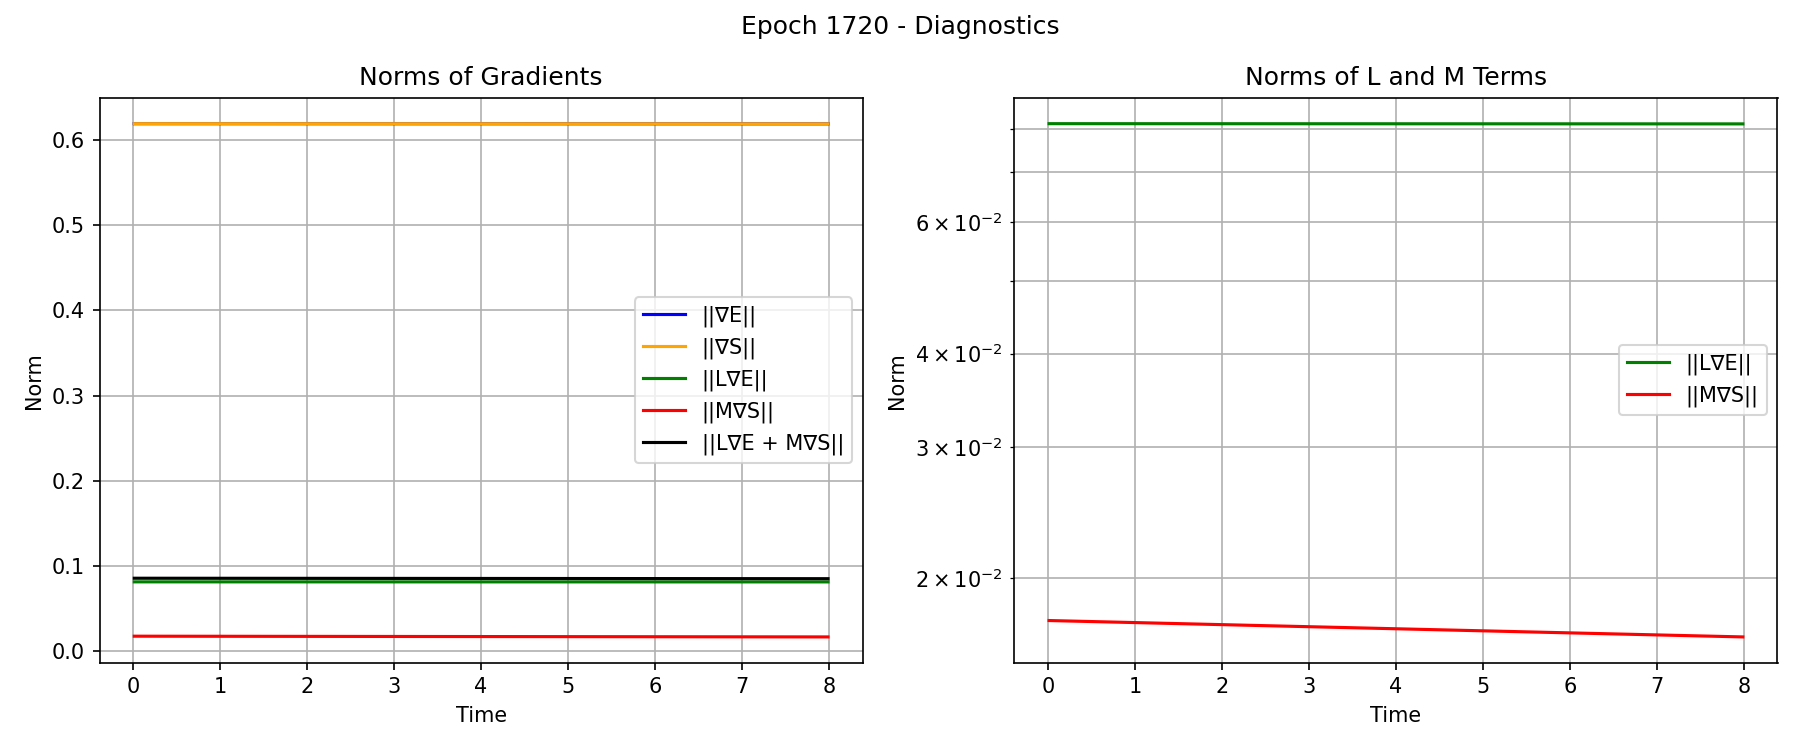 Epoch 1720 - Diagnostics
Norms of Gradients
Norm
0.6
0.5
0.4
0.3
0.2
0.1
0.0
||∇E||
||∇S||
||L∇E||
||M∇S||
||L∇E + M∇S||
0 1 2 3 4 5 6 7 8
Time
Norms of L and M Terms
Norm
6 × 10⁻²
4 × 10⁻²
3 × 10⁻²
2 × 10⁻²
||L∇E||
||M∇S||
0 1 2 3 4 5 6 7 8
Time